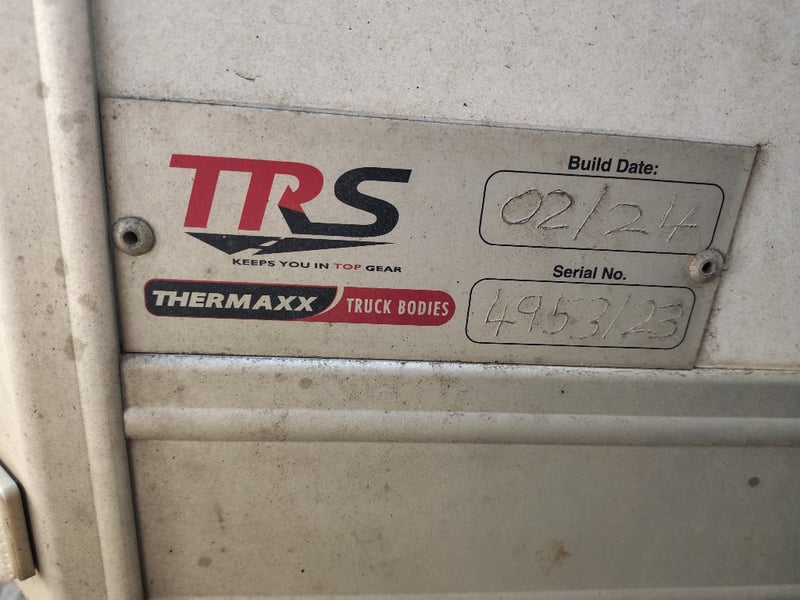 TRS
KEEPS YOU IN TOP GEAR
THERMAXX TRUCK BODIES
Build Date:
02/24
Serial No.
4953/23